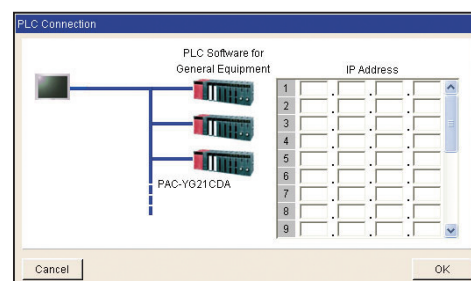 PLC Connection
PLC Software for
General Equipment
IP Address
1
2
3
4
5
6
7
8
9
PAC-YG21CDA
Cancel
OK